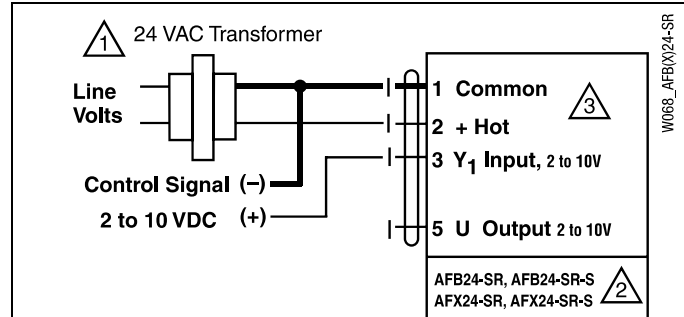 1 24 VAC Transformer
Line
Volts
Control Signal (–)
2 to 10 VDC (+)
1 Common
3
2 + Hot
3 Y1 Input, 2 to 10V
5 U Output 2 to 10V
AFB24-SR, AFB24-SR-S
AFX24-SR, AFX24-SR-S
2
W068_AFB(X)24-SR